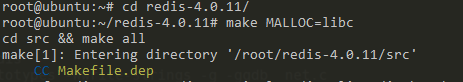 root@ubuntu:~# cd redis-4.0.11/
root@ubuntu:~/redis-4.0.11# make MALLOC=libc
cd src && make all
make[1]: Entering directory '/root/redis-4.0.11/src'
    CC Makefile.dep